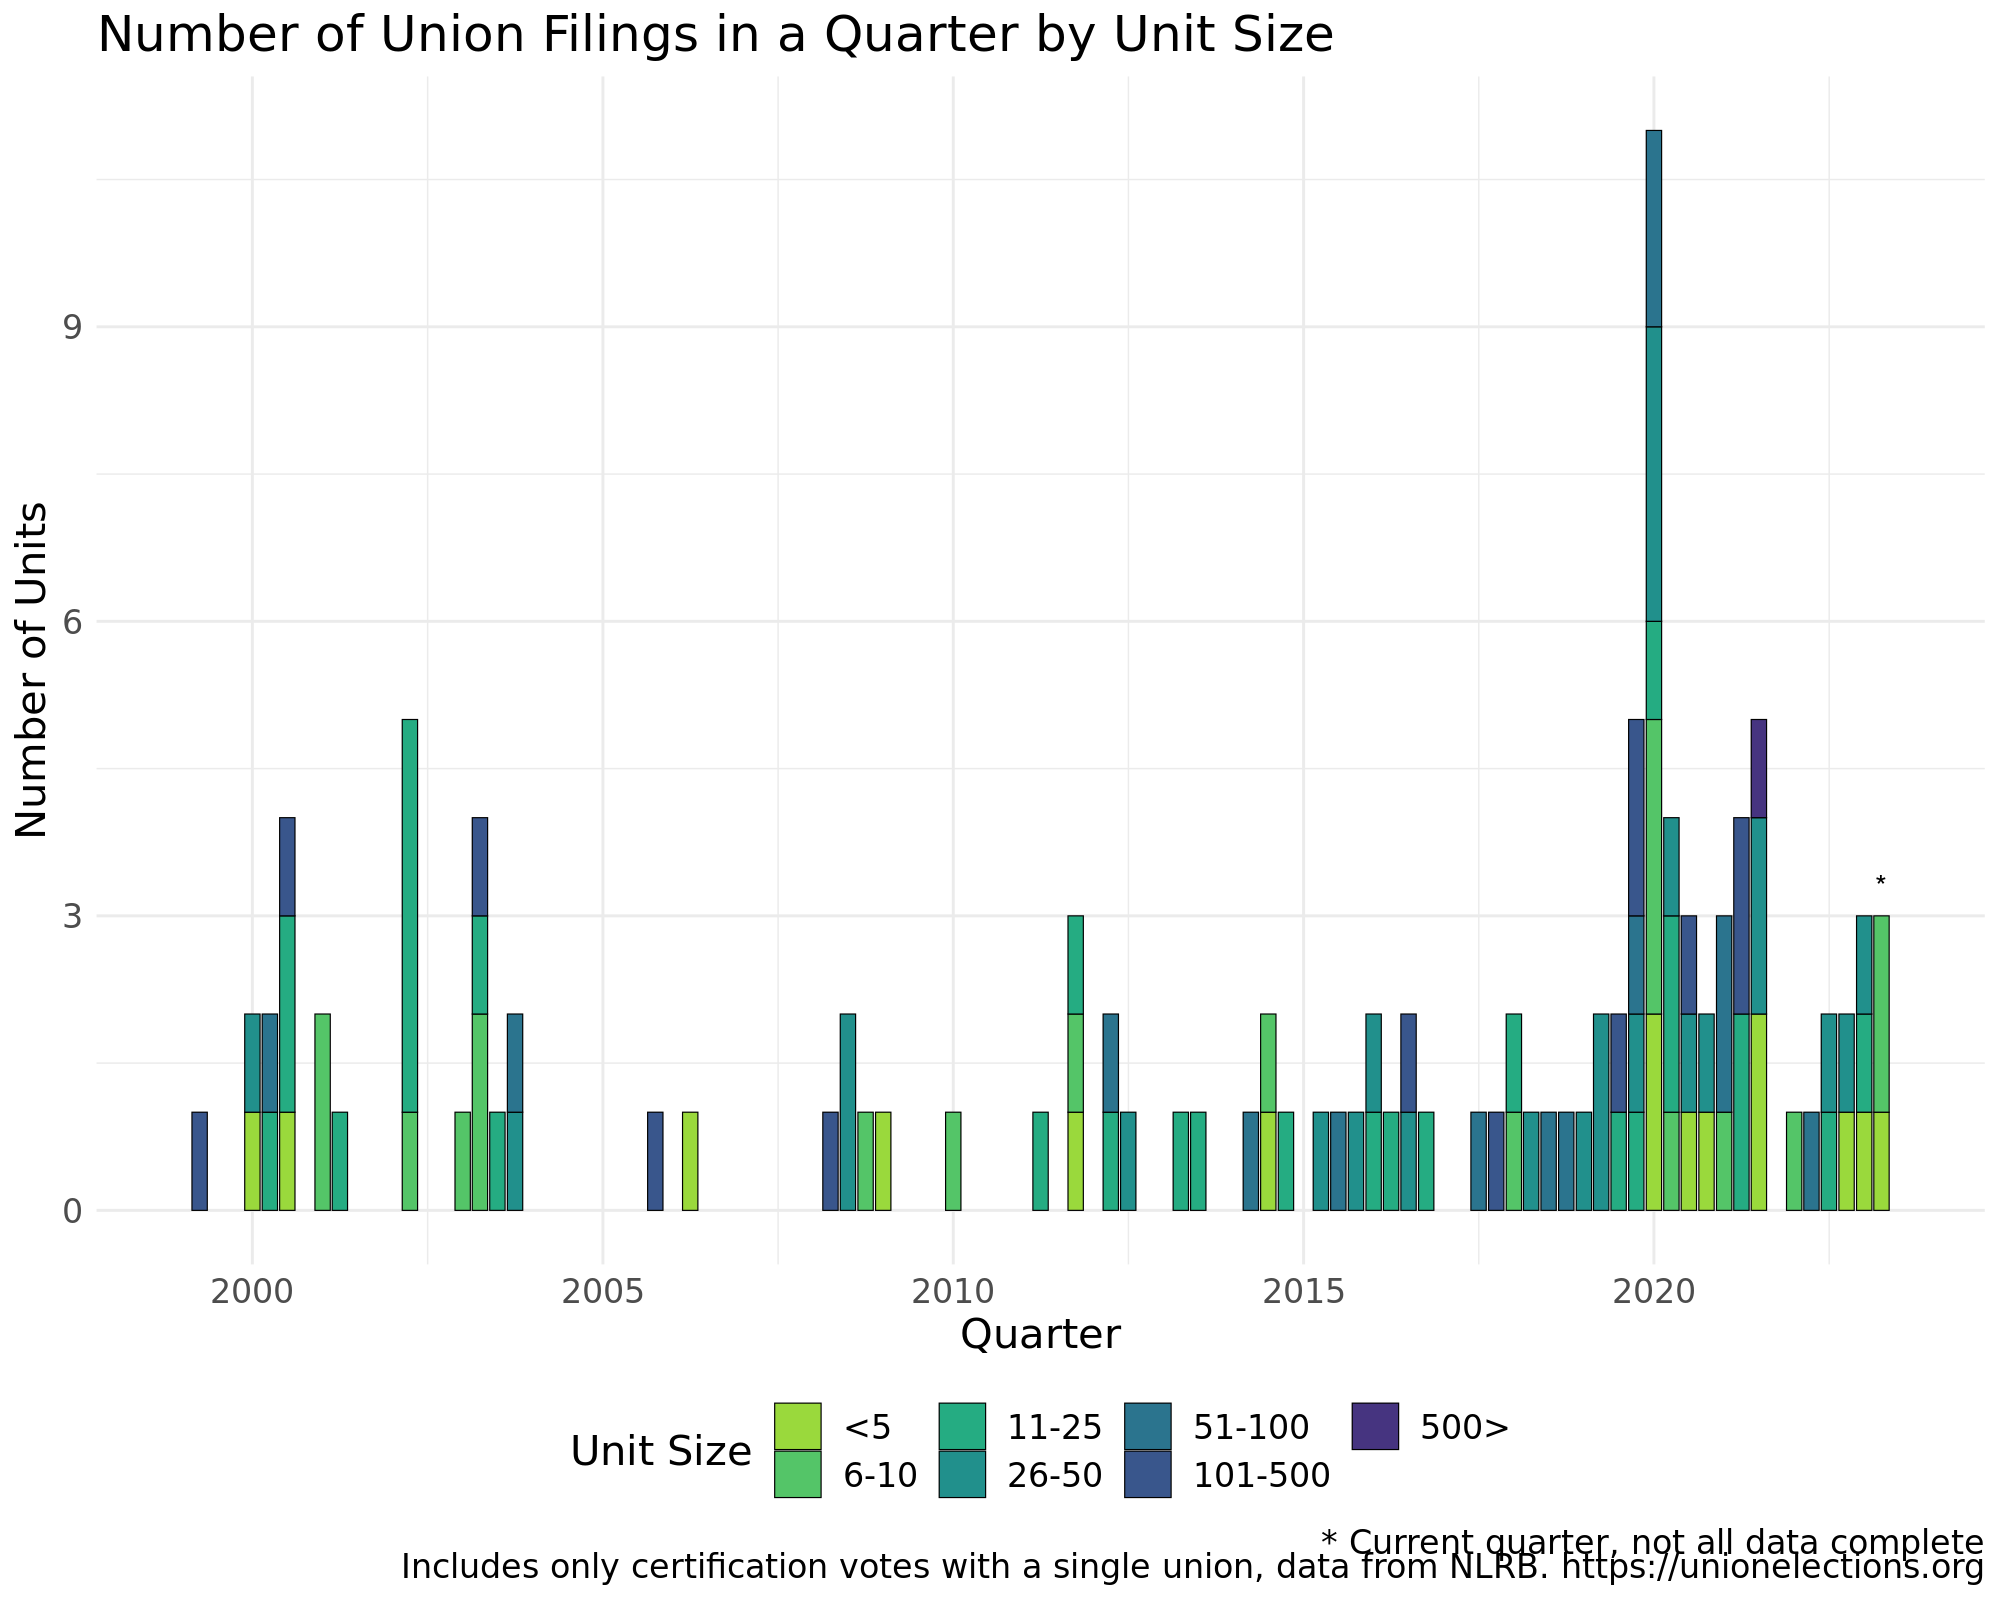 Number of Union Filings in a Quarter by Unit Size
Number of Units
9
6
3
0
*
2000 2005 2010 2015 2020
Quarter
Unit Size
<5 11-25 51-100 500>
6-10 26-50 101-500
* Current quarter, not all data complete
Includes only certification votes with a single union, data from NLRB. https://unionelections.org